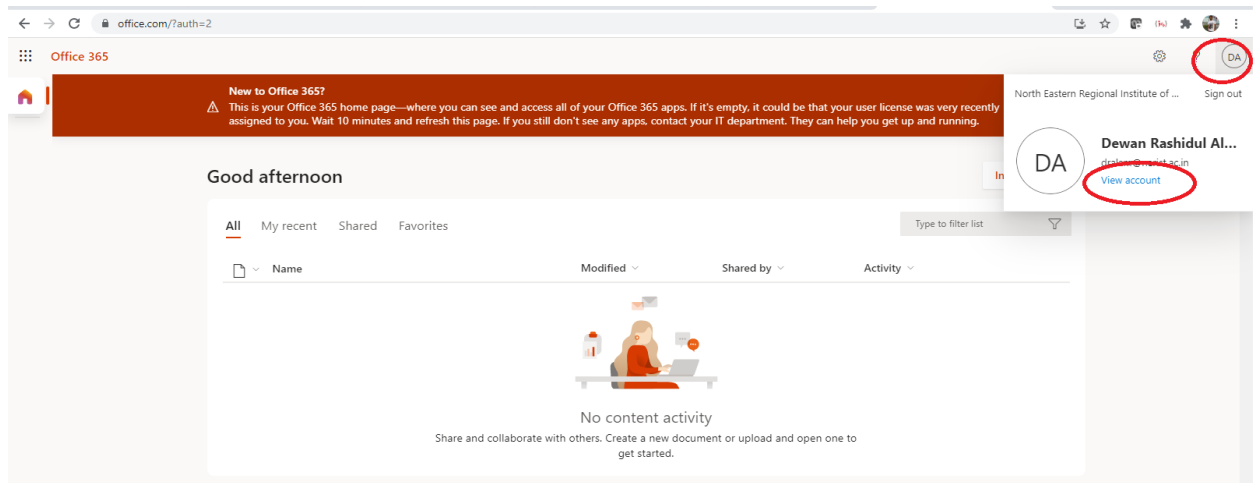 office.com/?auth=2
Office 365
DA
New to Office 365?
This is your Office 365 home page—where you can see and access all of your Office 365 apps. If it's empty, it could be that your user license was very recently
assigned to you. Wait 10 minutes and refresh this page. If you still don't see any apps, contact your IT department. They can help you get up and running.
North Eastern Regional Institute of ...
Sign out
DA
Dewan Rashidul Al...
View account
Good afternoon
In
All
My recent
Shared
Favorites
Type to filter list
Name
Modified
Shared by
Activity
No content activity
Share and collaborate with others. Create a new document or upload and open one to
get started.